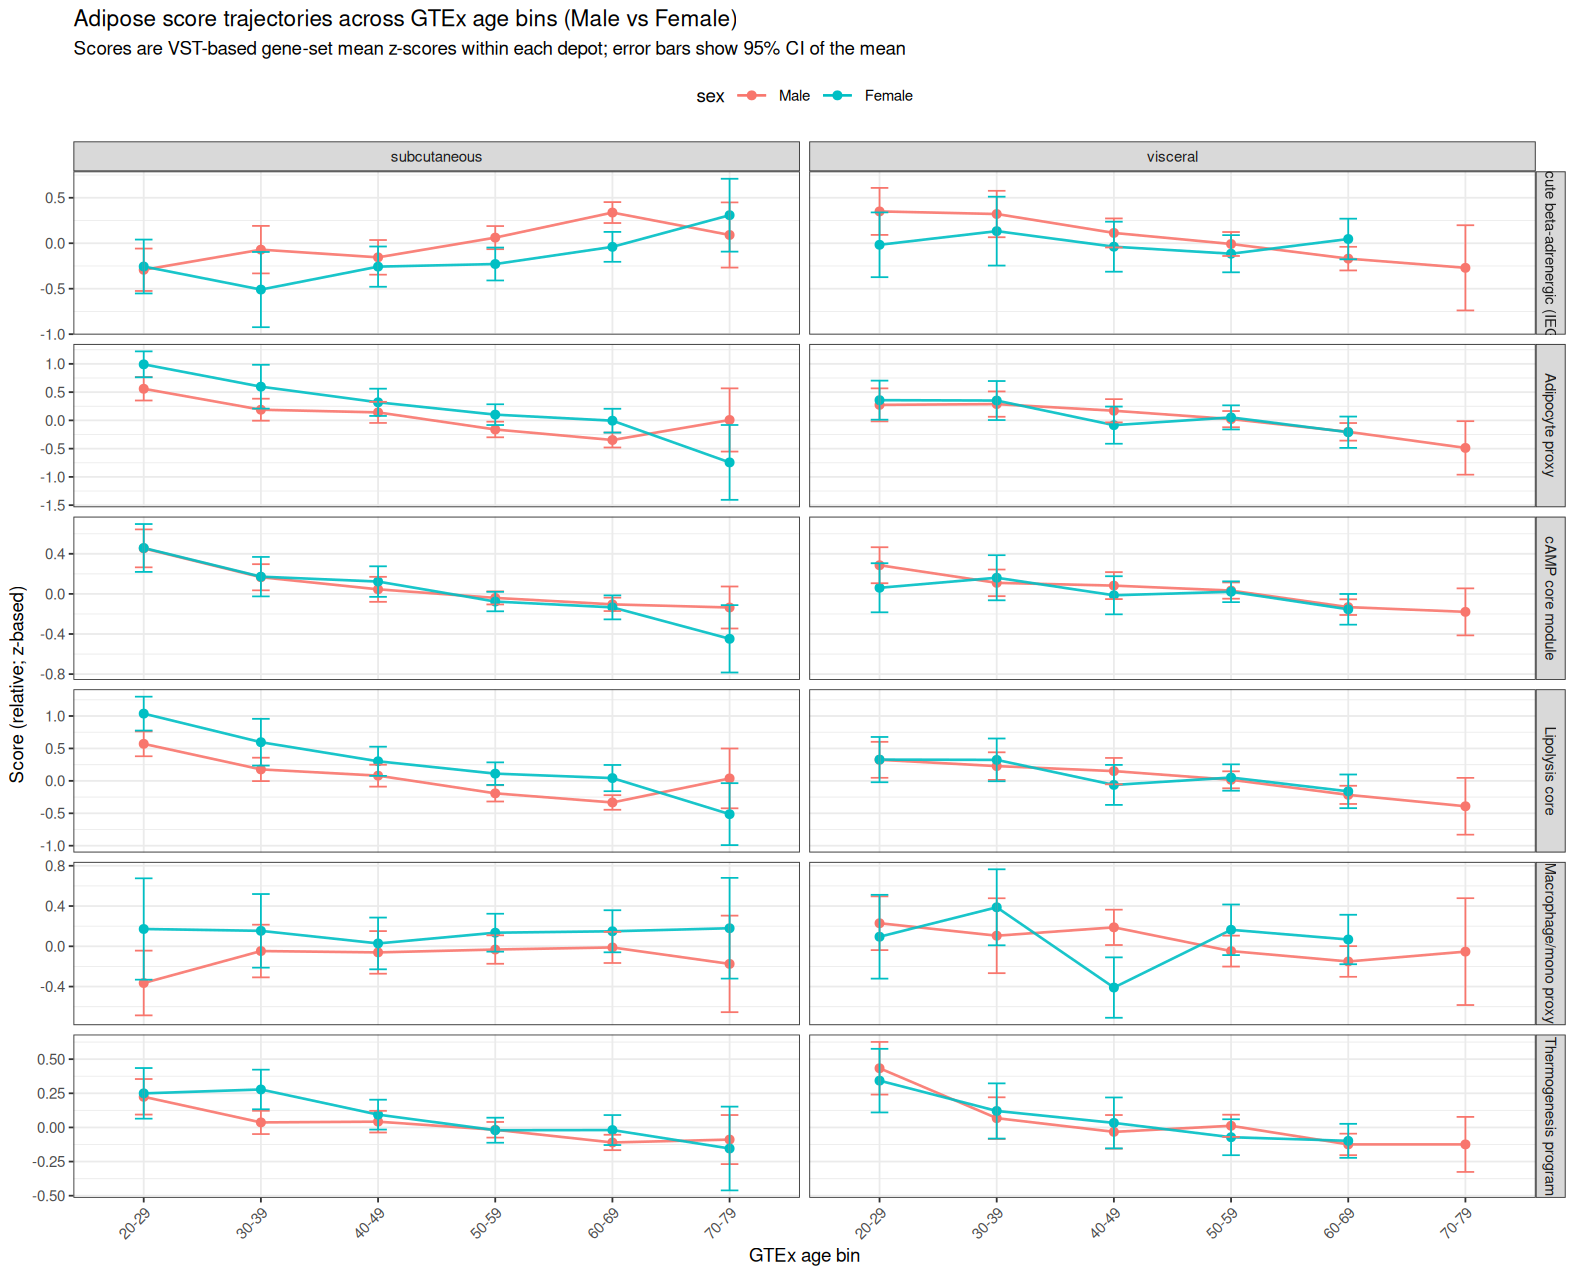 Adipose score trajectories across GTEx age bins (Male vs Female)
Scores are VST-based gene-set mean z-scores within each depot; error bars show 95% CI of the mean
sex Male Female
subcutaneous visceral
0.5
0.0
-0.5
-1.0
cute beta-adrenergic (IEG
1.0
0.5
0.0
-0.5
-1.0
-1.5
Adipocyte proxy
0.4
0.0
-0.4
-0.8
cAMP core module
Score (relative; z-based)
1.0
0.5
0.0
-0.5
-1.0
Lipolysis core
0.8
0.4
0.0
-0.4
Macrophage/mono proxy
0.50
0.25
0.00
-0.25
-0.50
Thermogenesis program
20-29 30-39 40-49 50-59 60-69 70-79 20-29 30-39 40-49 50-59 60-69 70-79
GTEx age bin